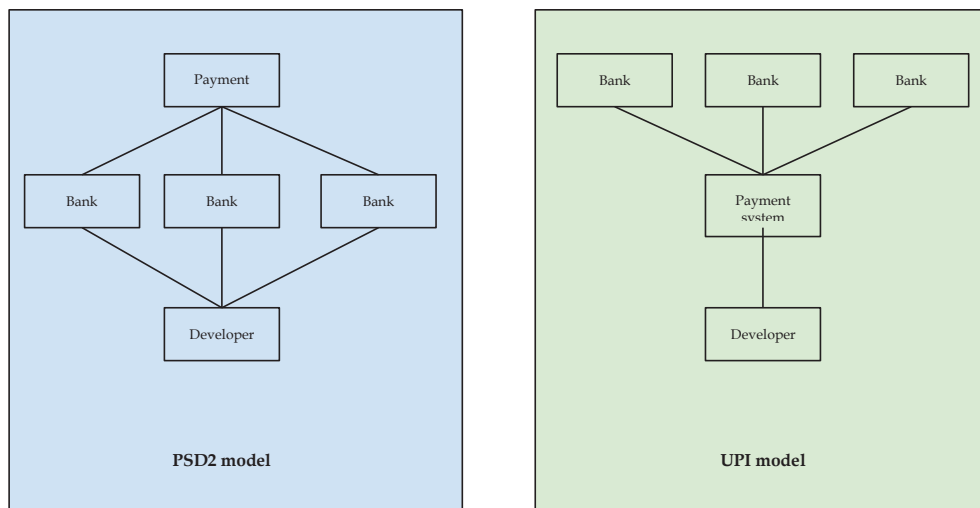 Payment
Bank
Bank
Bank
Developer
PSD2 model
Bank
Bank
Bank
Payment
system
Developer
UPI model